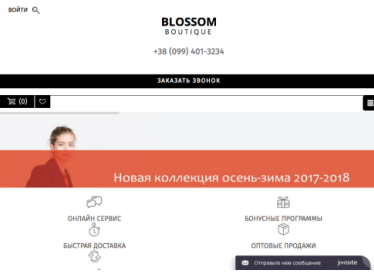 ВОЙТИ
BLOSSOM
BOUTIQUE
+38 (099) 401-3234
ЗАКАЗАТЬ ЗВОНОК
(0)
Новая коллекция осень-зима 2017-2018
ОНЛАЙН СЕРВИС
БОНУСНЫЕ ПРОГРАММЫ
БЫСТРАЯ ДОСТАВКА
ОПТОВЫЕ ПРОДАЖИ
Отправьте нам сообщение jivosite